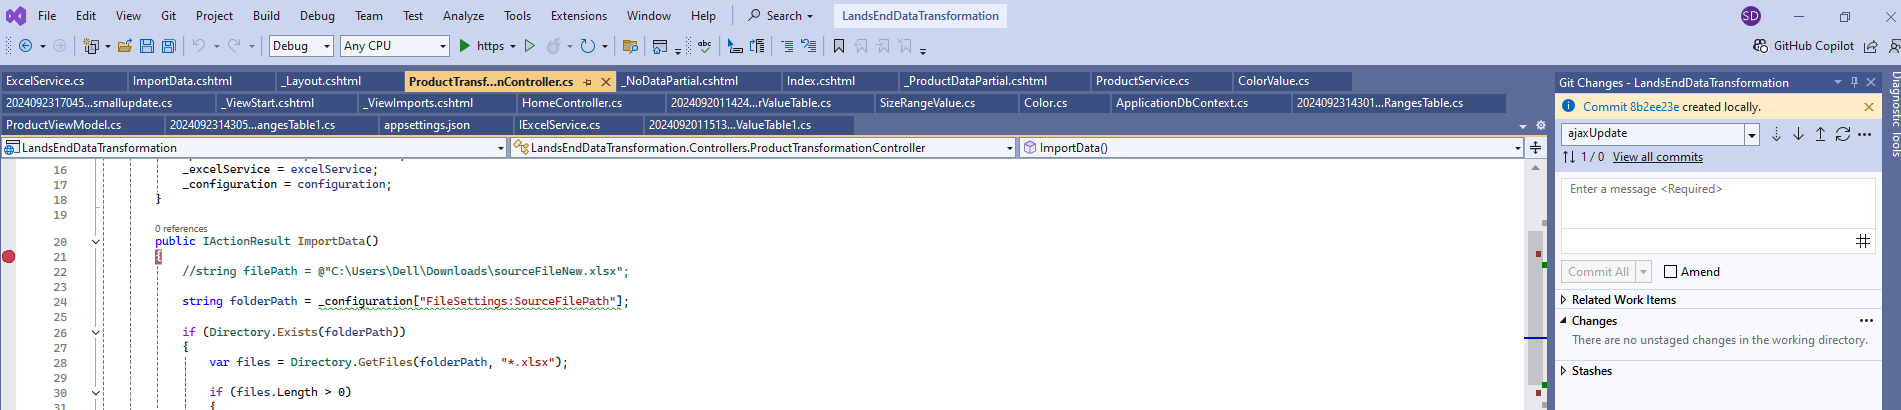 File Edit View Git Project Build Debug Team Test Analyze Tools Extensions Window Help Search LandsEndDataTransformation SD
Debug Any CPU https abc GitHub Copilot
ExcelService.cs ImportData.cshtml _Layout.cshtml ProductTransf...nController.cs _NoDataPartial.cshtml Index.cshtml _ProductDataPartial.cshtml ProductService.cs ColorValue.cs
2024092317045...smallupdate.cs _ViewStart.cshtml _ViewImports.cshtml HomeController.cs 2024092011424...rValueTable.cs SizeRangeValue.cs Color.cs ApplicationDbContext.cs 2024092314301...RangesTable.cs
ProductViewModel.cs 2024092314305...angesTable1.cs appsettings.json IExcelService.cs 2024092011513...ValueTable1.cs
LandsEndDataTransformation LandsEndDataTransformation.Controllers.ProductTransformationController ImportData()
16 _excelService = excelService;
17 _configuration = configuration;
18 }
19
0 references
20 public IActionResult ImportData()
21 {
22 //string filePath = @"C:\Users\Dell\Downloads\sourceFileNew.xlsx";
23
24 string folderPath = _configuration["FileSettings:SourceFilePath"];
25
26 if (Directory.Exists(folderPath))
27 {
28 var files = Directory.GetFiles(folderPath, "*.xlsx");
29
30 if (files.Length > 0)
31 {
Git Changes - LandsEndDataTransformation
Commit 8b2ee23e created locally.
ajaxUpdate
1 / 0 View all commits
Enter a message <Required>
Commit All Amend
Related Work Items
Changes
There are no unstaged changes in the working directory.
Stashes
Diagnostic Tools